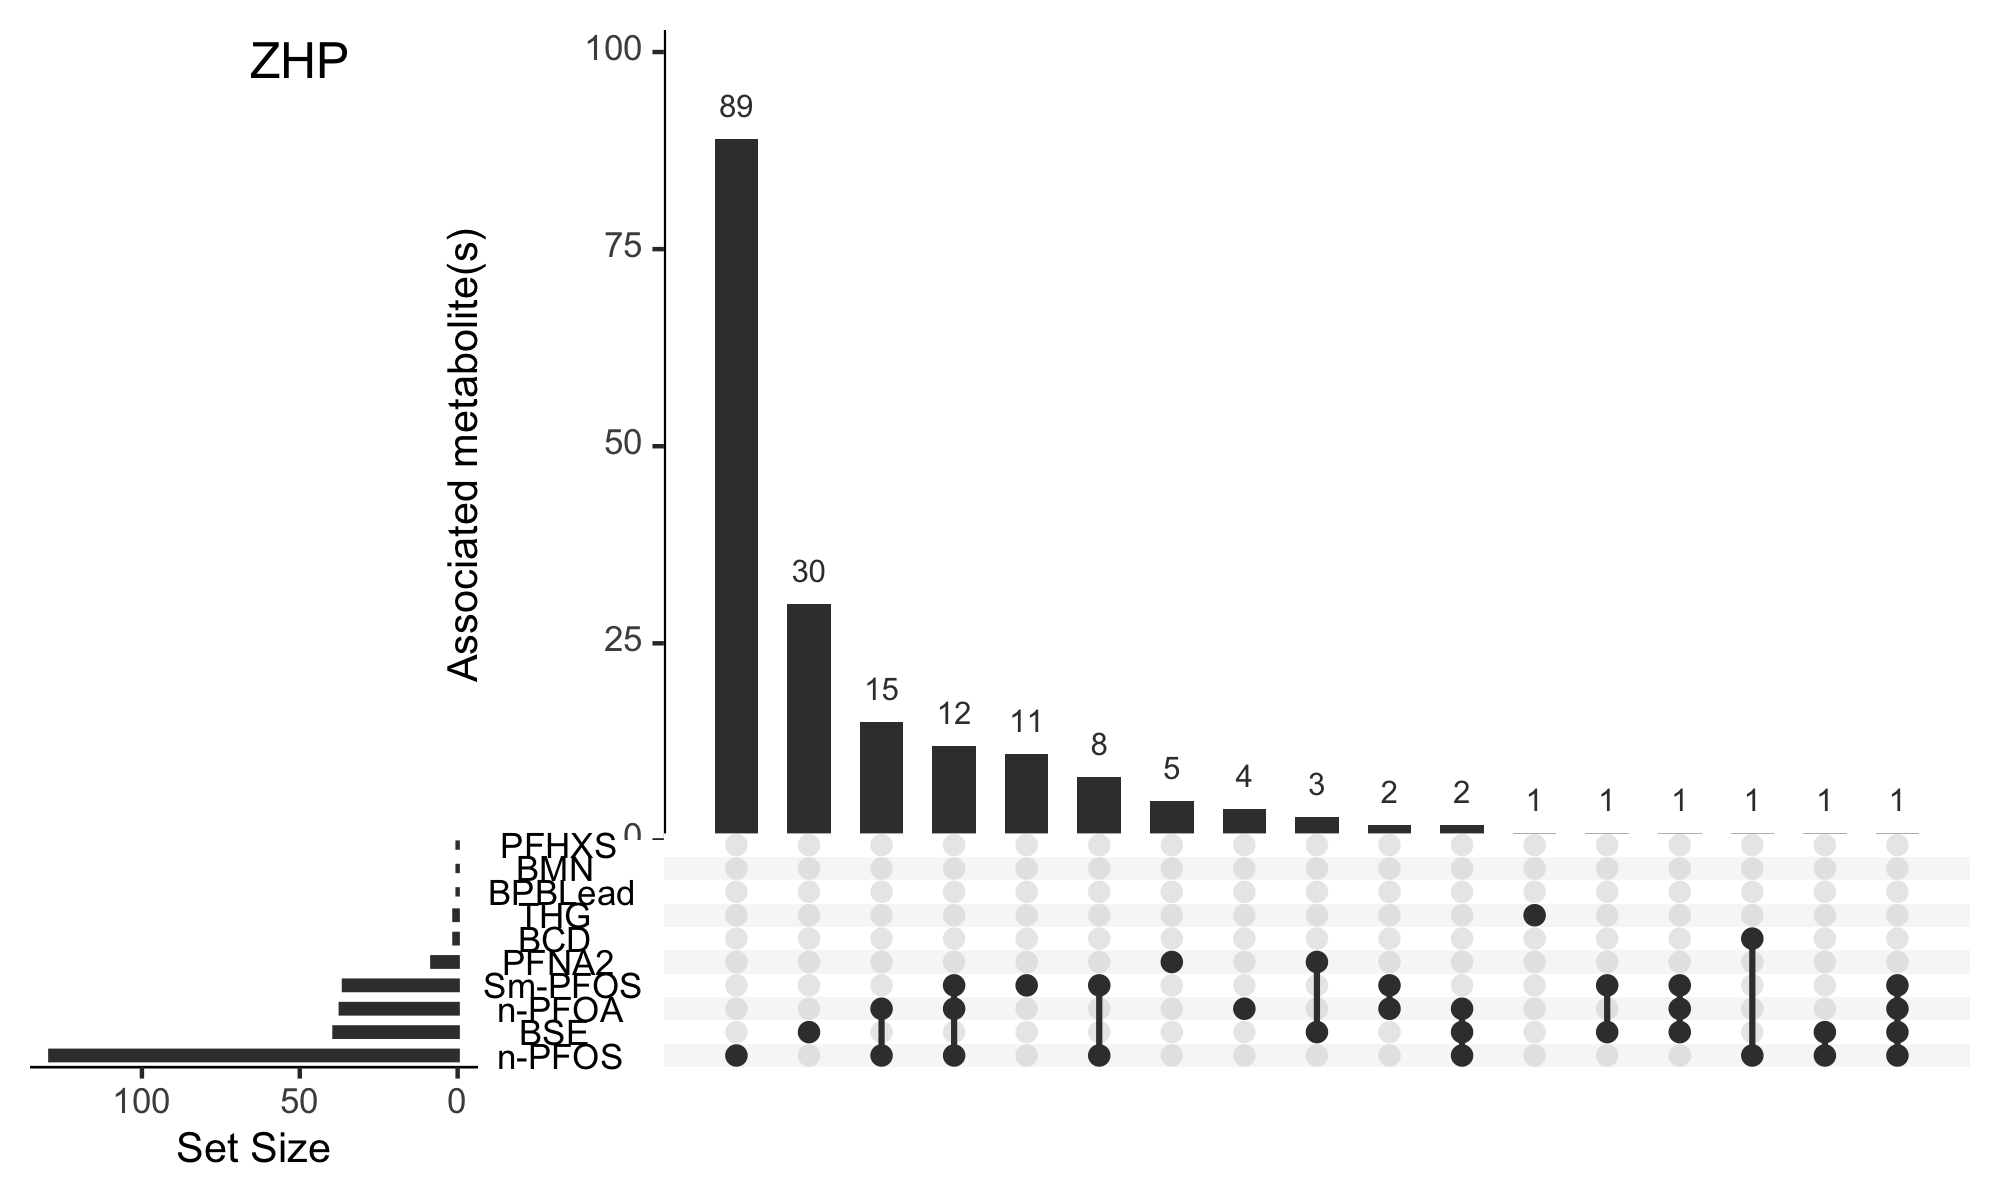 ZHP
Associated metabolite(s)
100
75
50
25
0
89
30
15
12
11
8
5
4
3
2
2
1
1
1
1
1
1
PFHXS
BMN
BPBLead
THG
BCD
PFNA2
Sm-PFOS
n-PFOA
BSE
n-PFOS
100
50
0
Set Size